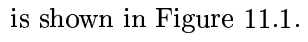 is shown in Figure 11.1.